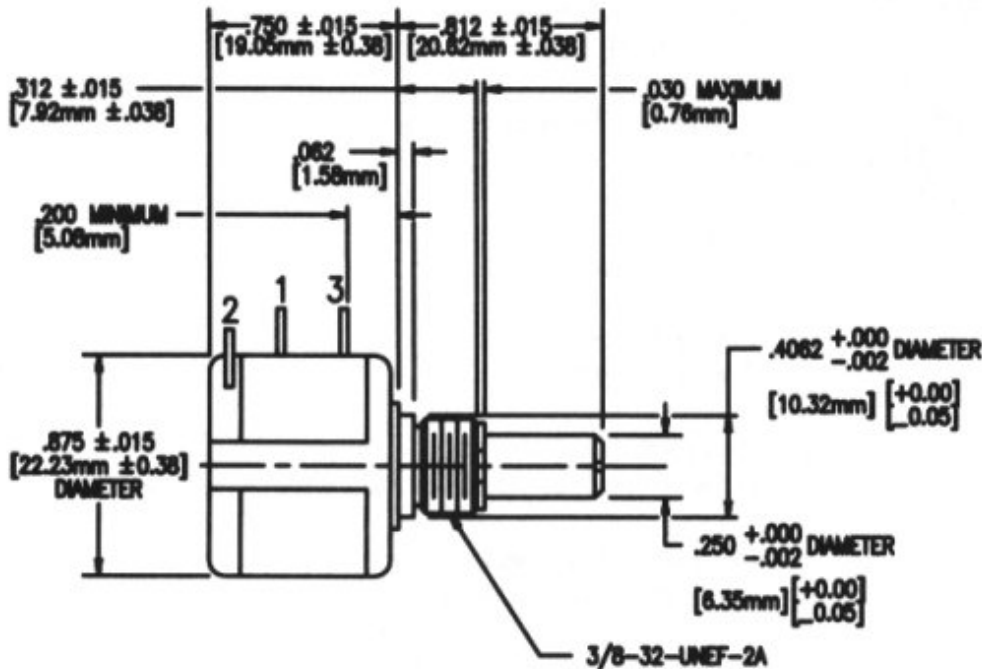 .750 ±.015
[19.05mm ±0.38]
.812 ±.015
[20.62mm ±.038]
.312 ±.015
[7.92mm ±.038]
.030 MAXIMUM
[0.76mm]
.062
[1.58mm]
.200 MINIMUM
[5.08mm]
2
1
3
.4062 +.000 -.002 DIAMETER
[10.32mm] [+0.00 _0.05]
.875 ±.015
[22.23mm ±0.38]
DIAMETER
.250 +.000 -.002 DIAMETER
[6.35mm] [+0.00 _0.05]
3/8-32-UNEF-2A